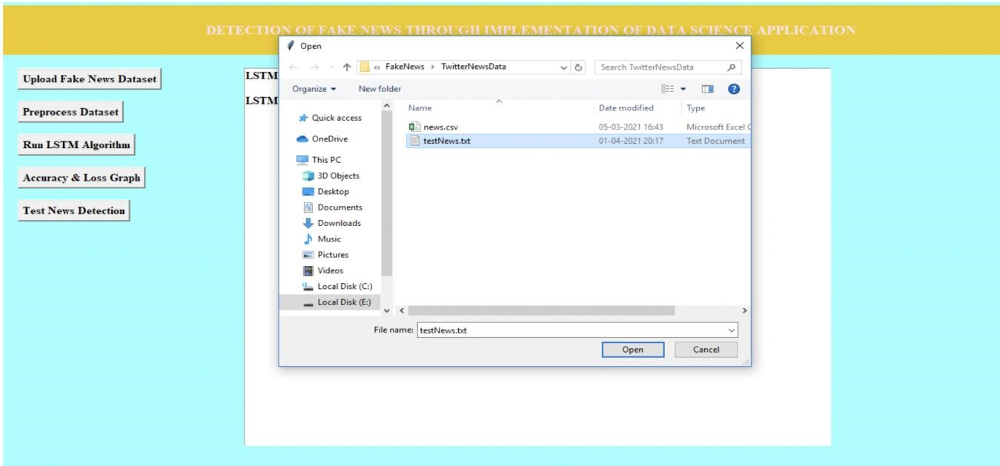 DETECTION OF FAKE NEWS THROUGH IMPLEMENTATION OF DATA SCIENCE APPLICATION
Upload Fake News Dataset
Preprocess Dataset
Run LSTM Algorithm
Accuracy & Loss Graph
Test News Detection
LSTM
LSTM
Open
« FakeNews > TwitterNewsData
Search TwitterNewsData
Organize
New folder
Quick access
OneDrive
This PC
3D Objects
Desktop
Documents
Downloads
Music
Pictures
Videos
Local Disk (C:)
Local Disk (E:)
Name Date modified Type
news.csv 05-03-2021 16:43 Microsoft Excel C
testNews.txt 01-04-2021 20:17 Text Document
File name: testNews.txt
Open Cancel